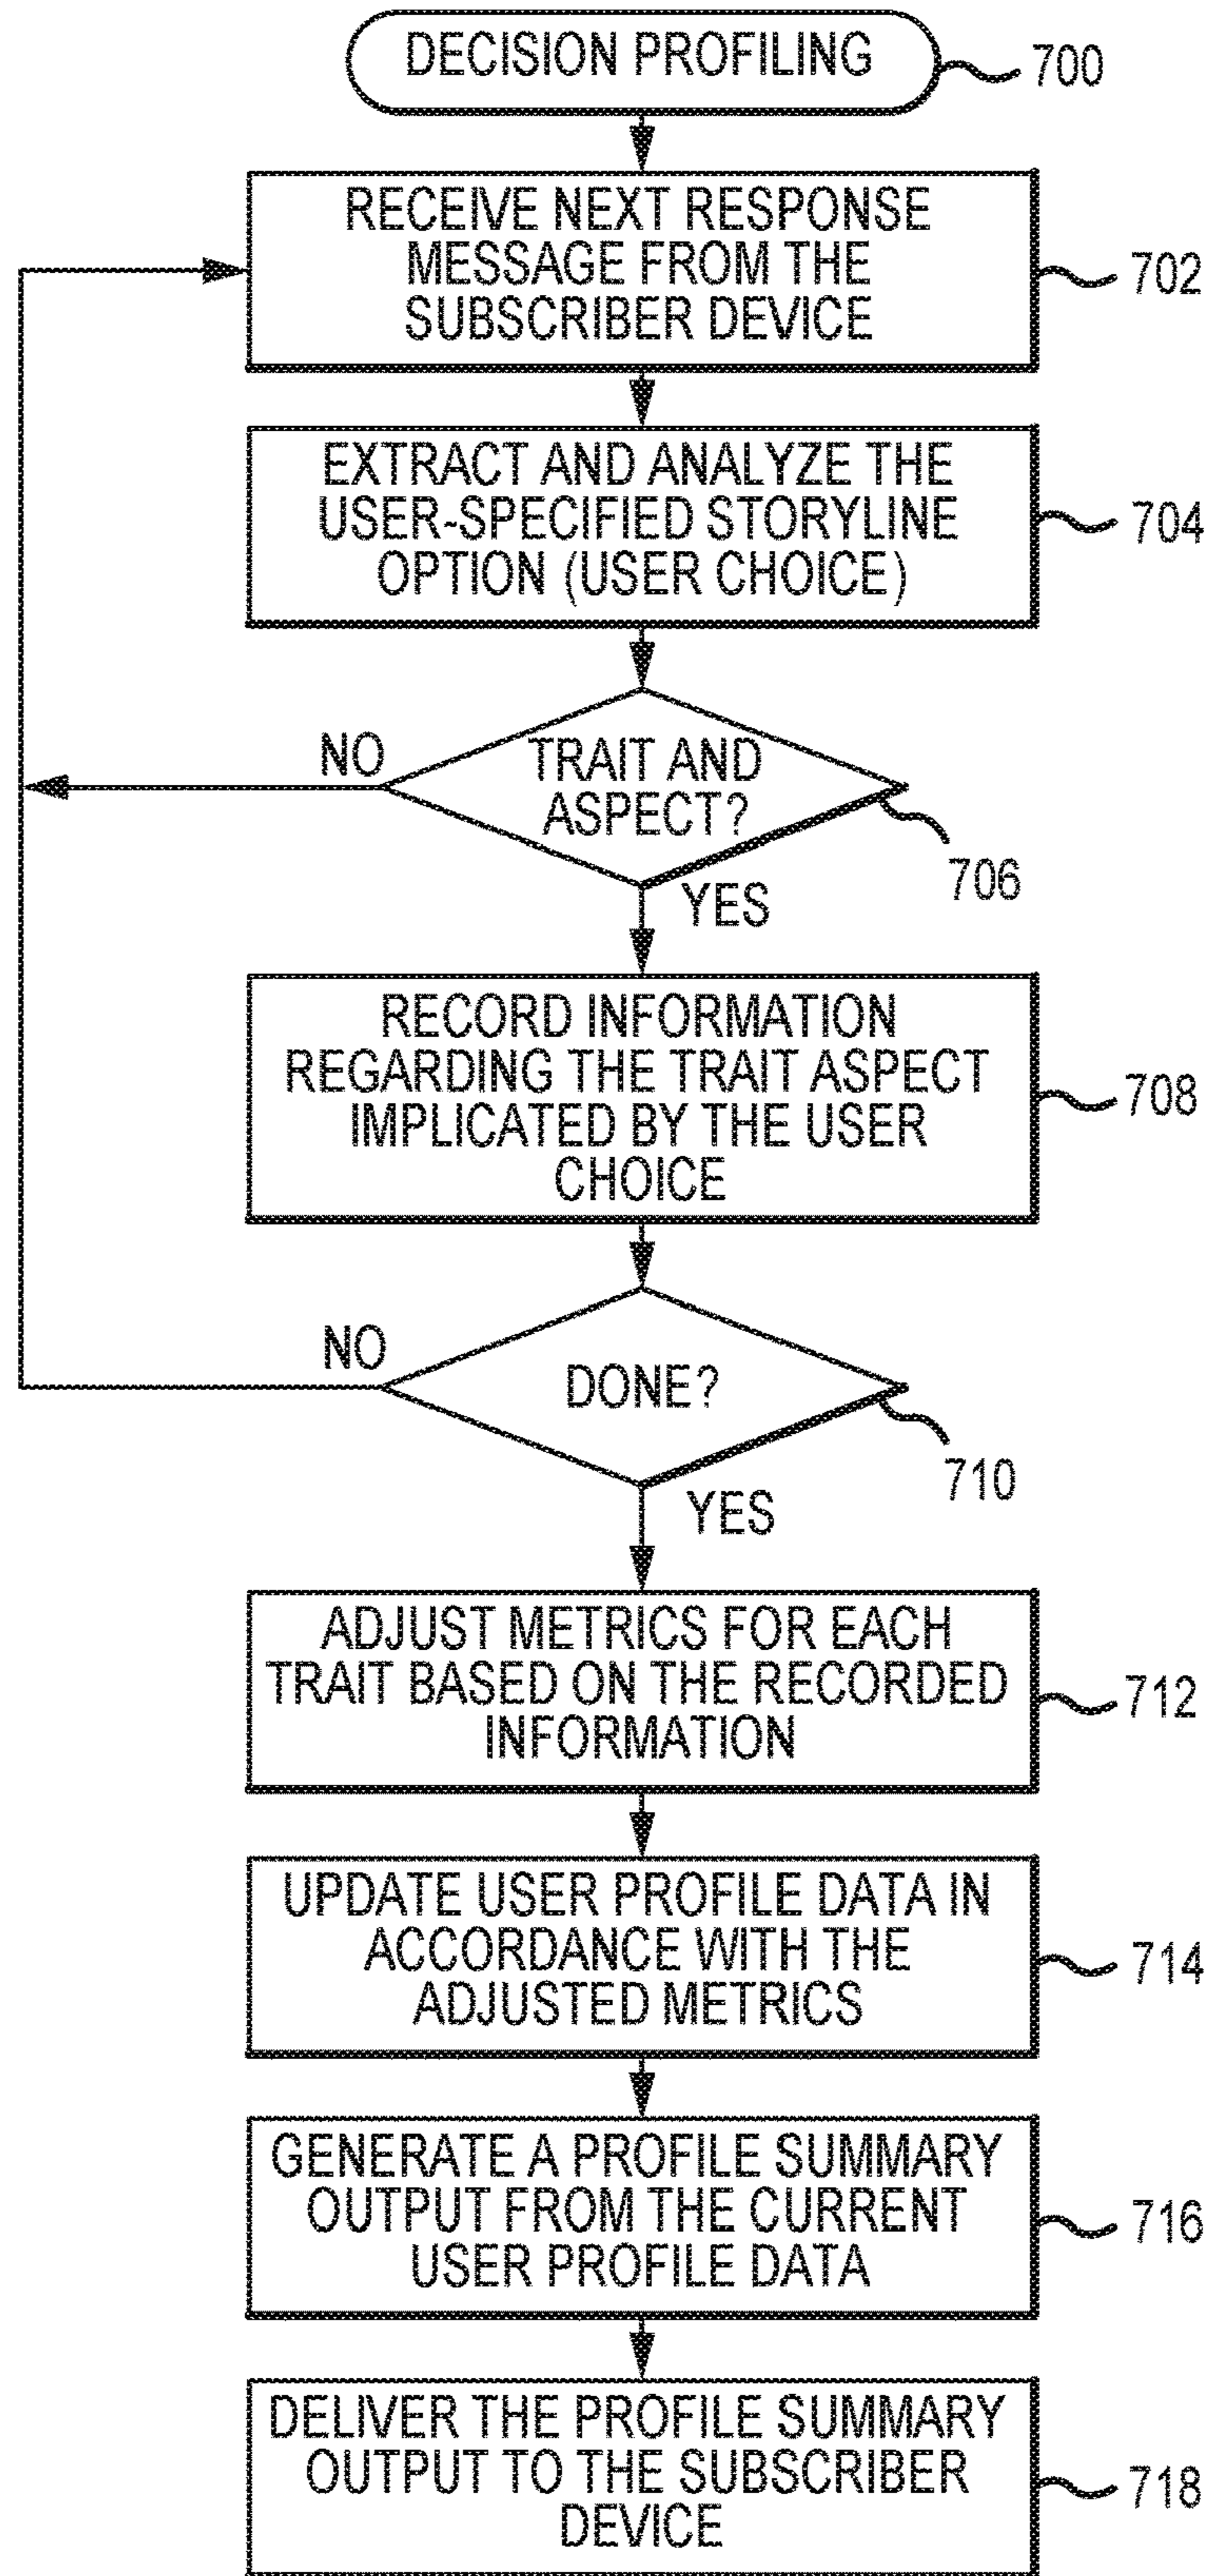 DECISION PROFILING
700
RECEIVE NEXT RESPONSE
MESSAGE FROM THE
SUBSCRIBER DEVICE
702
EXTRACT AND ANALYZE THE
USER-SPECIFIED STORYLINE
OPTION (USER CHOICE)
704
NO
TRAIT AND
ASPECT?
706
YES
RECORD INFORMATION
REGARDING THE TRAIT ASPECT
IMPLICATED BY THE USER
CHOICE
708
NO
DONE?
710
YES
ADJUST METRICS FOR EACH
TRAIT BASED ON THE RECORDED
INFORMATION
712
UPDATE USER PROFILE DATA IN
ACCORDANCE WITH THE
ADJUSTED METRICS
714
GENERATE A PROFILE SUMMARY
OUTPUT FROM THE CURRENT
USER PROFILE DATA
716
DELIVER THE PROFILE SUMMARY
OUTPUT TO THE SUBSCRIBER
DEVICE
718